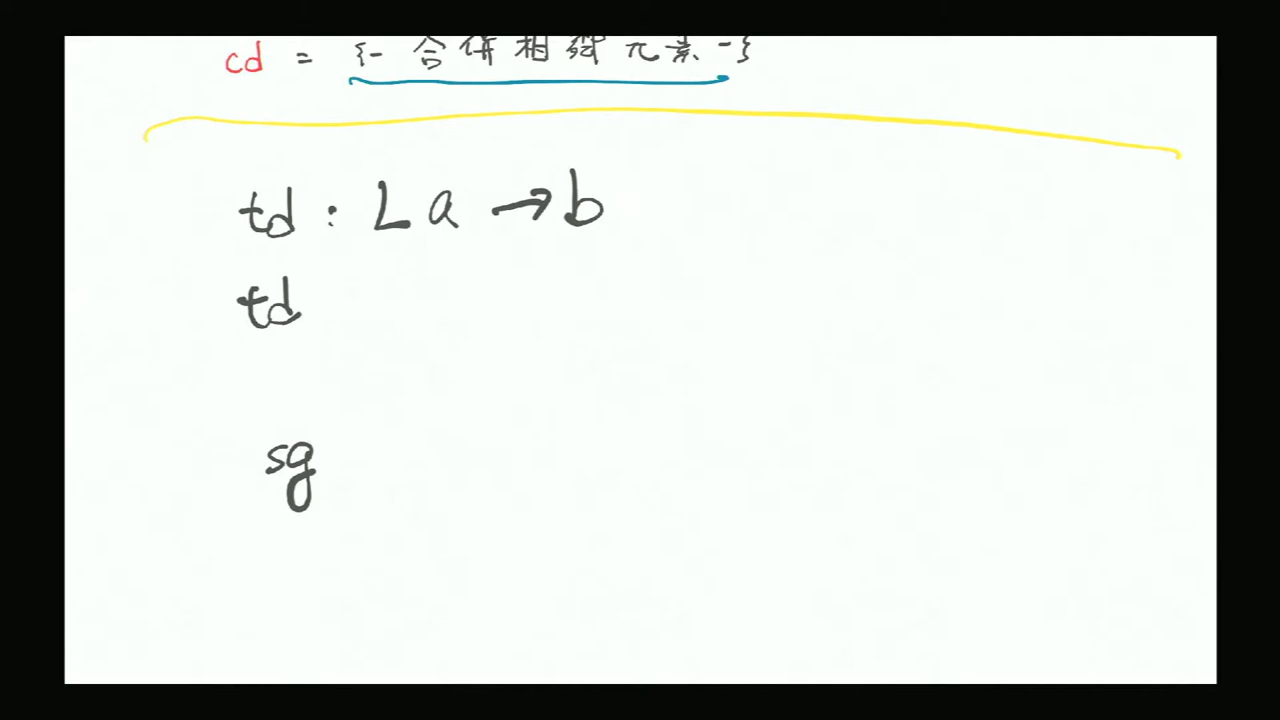 cd = {- 合併相鄰元素 -}
td : L a → b
td
sg